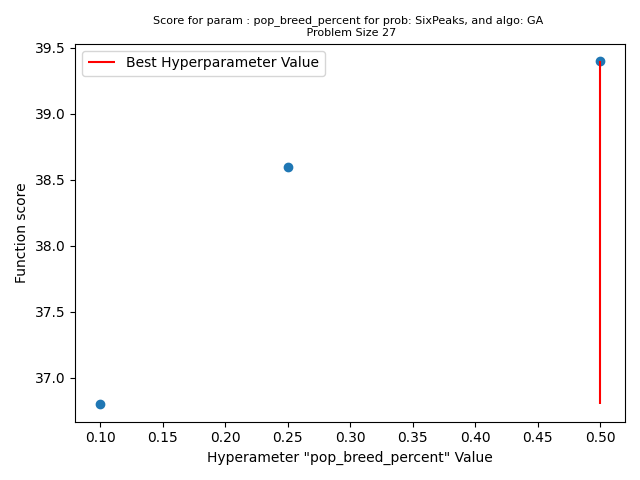 Score for param : pop_breed_percent for prob: SixPeaks, and algo: GA
Problem Size 27
Best Hyperparameter Value
39.5
39.0
38.5
38.0
37.5
37.0
Function score
0.10 0.15 0.20 0.25 0.30 0.35 0.40 0.45 0.50
Hyperameter "pop_breed_percent" Value